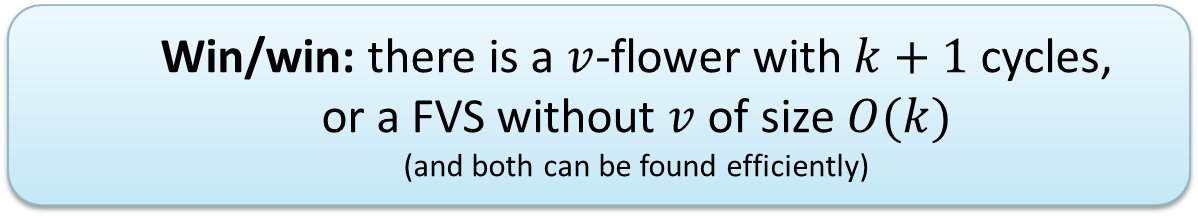 Win/win: there is a v-flower with k + 1 cycles,
or a FVS without v of size O(k)
(and both can be found efficiently)